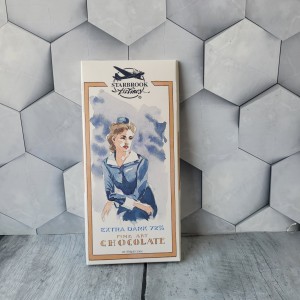 STARBROOK
Airlines
EXTRA DARK 72%
FINE ART
CHOCOLATE